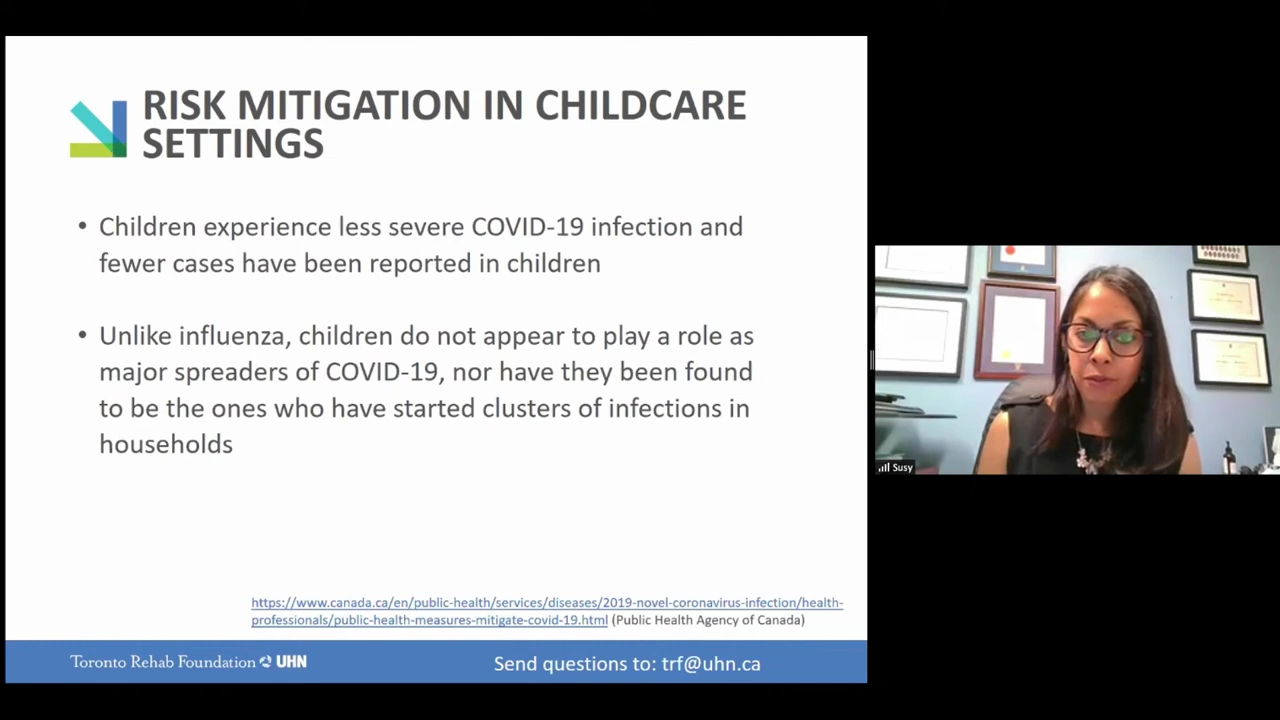 RISK MITIGATION IN CHILDCARE
SETTINGS
• Children experience less severe COVID-19 infection and
fewer cases have been reported in children
• Unlike influenza, children do not appear to play a role as
major spreaders of COVID-19, nor have they been found
to be the ones who have started clusters of infections in
households
https://www.canada.ca/en/public-health/services/diseases/2019-novel-coronavirus-infection/health-
professionals/public-health-measures-mitigate-covid-19.html (Public Health Agency of Canada)
Toronto Rehab Foundation UHN
Send questions to: trf@uhn.ca
Susy